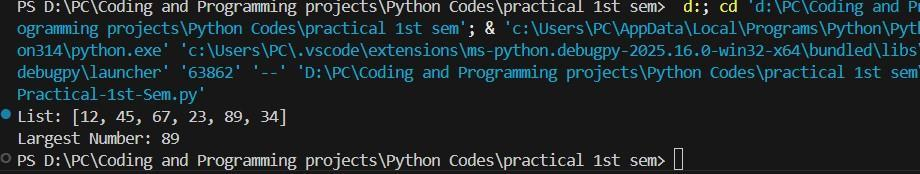 PS D:\PC\Coding and Programming projects\Python Codes\practical 1st sem> d:; cd 'd:\PC\Coding and Pr
ogramming projects\Python Codes\practical 1st sem'; & 'c:\Users\PC\AppData\Local\Programs\Python\Pyt
on314\python.exe' 'c:\Users\PC\.vscode\extensions\ms-python.debugpy-2025.16.0-win32-x64\bundled\libs
debugpy\launcher' '63862' '--' 'D:\PC\Coding and Programming projects\Python Codes\practical 1st sem\
Practical-1st-Sem.py'
List: [12, 45, 67, 23, 89, 34]
Largest Number: 89
PS D:\PC\Coding and Programming projects\Python Codes\practical 1st sem>